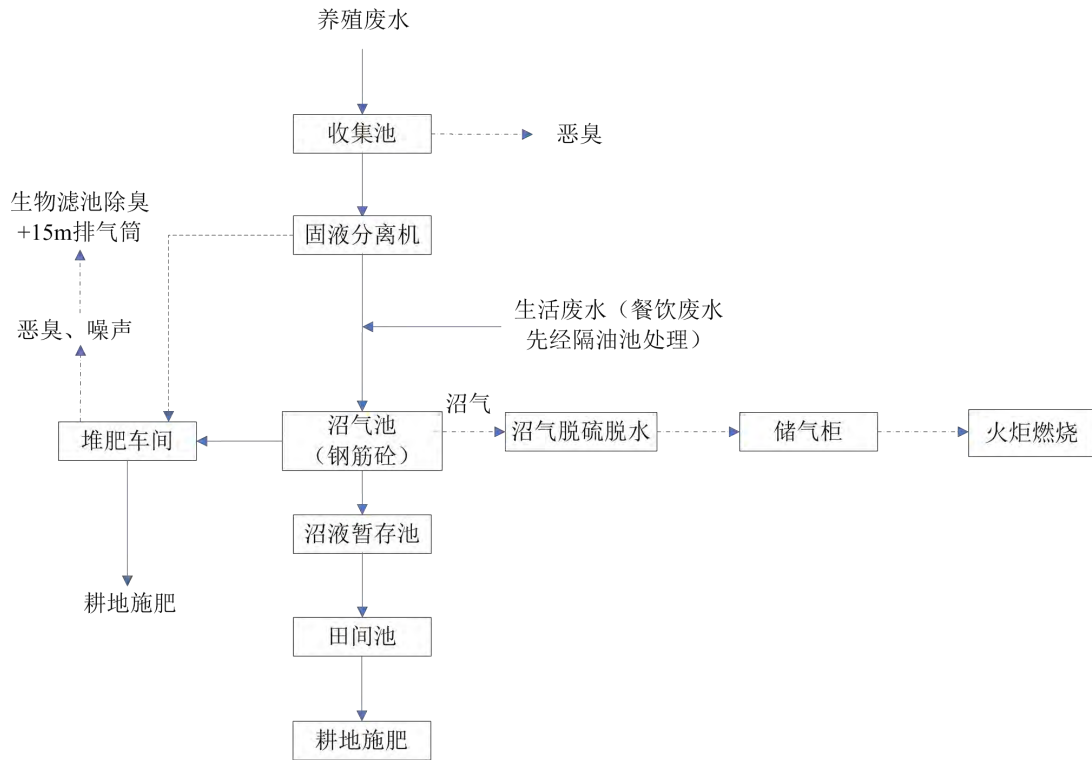 养殖废水
收集池
恶臭
生物滤池除臭
+15m排气筒
固液分离机
恶臭、噪声
生活废水（餐饮废水
先经隔油池处理）
堆肥车间
沼气池
（钢筋砼）
沼气
沼气脱硫脱水
储气柜
火炬燃烧
沼液暂存池
耕地施肥
田间池
耕地施肥